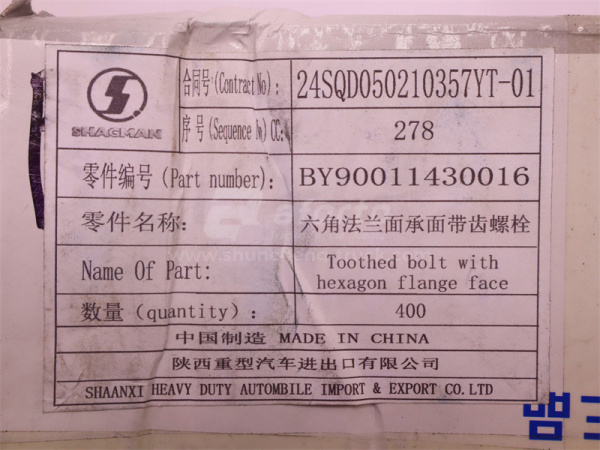 合同号:(Contract No): 24SQD050210357YT-01
SHACMAN
序号(Sequence №) CC: 278
零件编号(Part number): BY90011430016
零件名称: 六角法兰面承面带齿螺栓
Name Of Part: Toothed bolt with
hexagon flange face
数量(quantity): 400
中国制造 MADE IN CHINA
陕西重型汽车进出口有限公司
SHAANXI HEAVY DUTY AUTOMBILE IMPORT & EXPORT CO.LTD